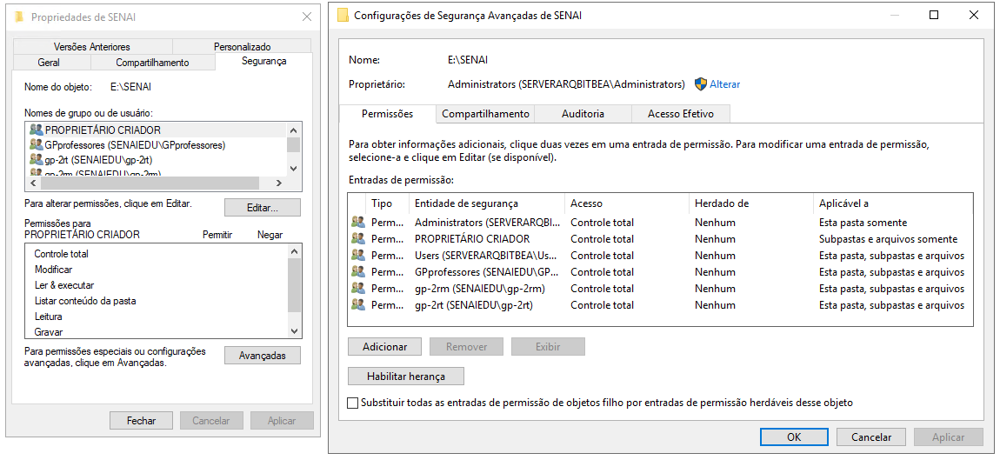 Propriedades de SENAI
Versões Anteriores
Personalizado
Geral
Compartilhamento
Segurança
Nome do objeto:
E:\SENAI
Nomes de grupo ou de usuário:
PROPRIETÁRIO CRIADOR
GPprofessores (SENAIEDU\GPprofessores)
gp-2rt (SENAIEDU\gp-2rt)
gp-2rm (SENAIEDU\gp-2rm)
Para alterar permissões, clique em Editar.
Editar...
Permissões para
PROPRIETÁRIO CRIADOR
Permitir
Negar
Controle total
Modificar
Ler & executar
Listar conteúdo da pasta
Leitura
Gravar
Para permissões especiais ou configurações
avançadas, clique em Avançadas.
Avançadas
Fechar
Cancelar
Aplicar
Configurações de Segurança Avançadas de SENAI
Nome:
E:\SENAI
Proprietário:
Administrators (SERVERARQBITBEA\Administrators)
Alterar
Permissões
Compartilhamento
Auditoria
Acesso Efetivo
Para obter informações adicionais, clique duas vezes em uma entrada de permissão. Para modificar uma entrada de permissão,
selecione-a e clique em Editar (se disponível).
Entradas de permissão:
Tipo Entidade de segurança Acesso Herdado de Aplicável a
Perm... Administrators (SERVERARQBI... Controle total Nenhum Esta pasta somente
Perm... PROPRIETÁRIO CRIADOR Controle total Nenhum Subpastas e arquivos somente
Perm... Users (SERVERARQBITBEA\Us... Controle total Nenhum Esta pasta, subpastas e arquivos
Perm... GPprofessores (SENAIEDU\GP... Controle total Nenhum Esta pasta, subpastas e arquivos
Perm... gp-2rm (SENAIEDU\gp-2rm) Controle total Nenhum Esta pasta, subpastas e arquivos
Perm... gp-2rt (SENAIEDU\gp-2rt) Controle total Nenhum Esta pasta, subpastas e arquivos
Adicionar
Remover
Exibir
Habilitar herança
Substituir todas as entradas de permissão de objetos filho por entradas de permissão herdáveis desse objeto
OK
Cancelar
Aplicar